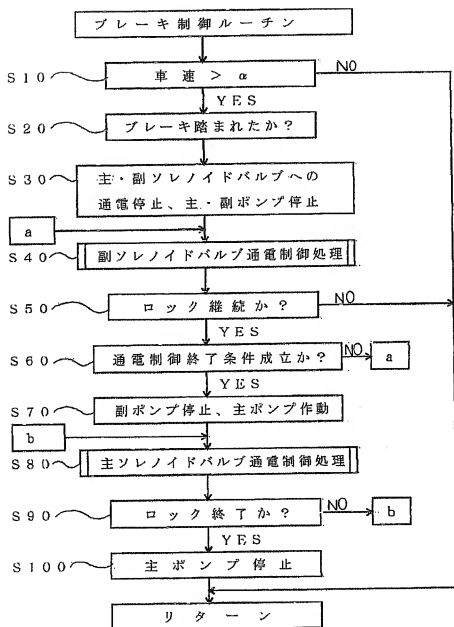 ブレーキ制御ルーチン
S10
車速 > α
NO
YES
S20
ブレーキ踏まれたか?
S30
主・副ソレノイドバルブへの
通電停止、主・副ポンプ停止
a
S40
副ソレノイドバルブ通電制御処理
S50
ロック継続か?
NO
YES
S60
通電制御終了条件成立か?
NO
a
YES
S70
副ポンプ停止、主ポンプ作動
b
S80
主ソレノイドバルブ通電制御処理
S90
ロック終了か?
NO
b
YES
S100
主ポンプ停止
リターン